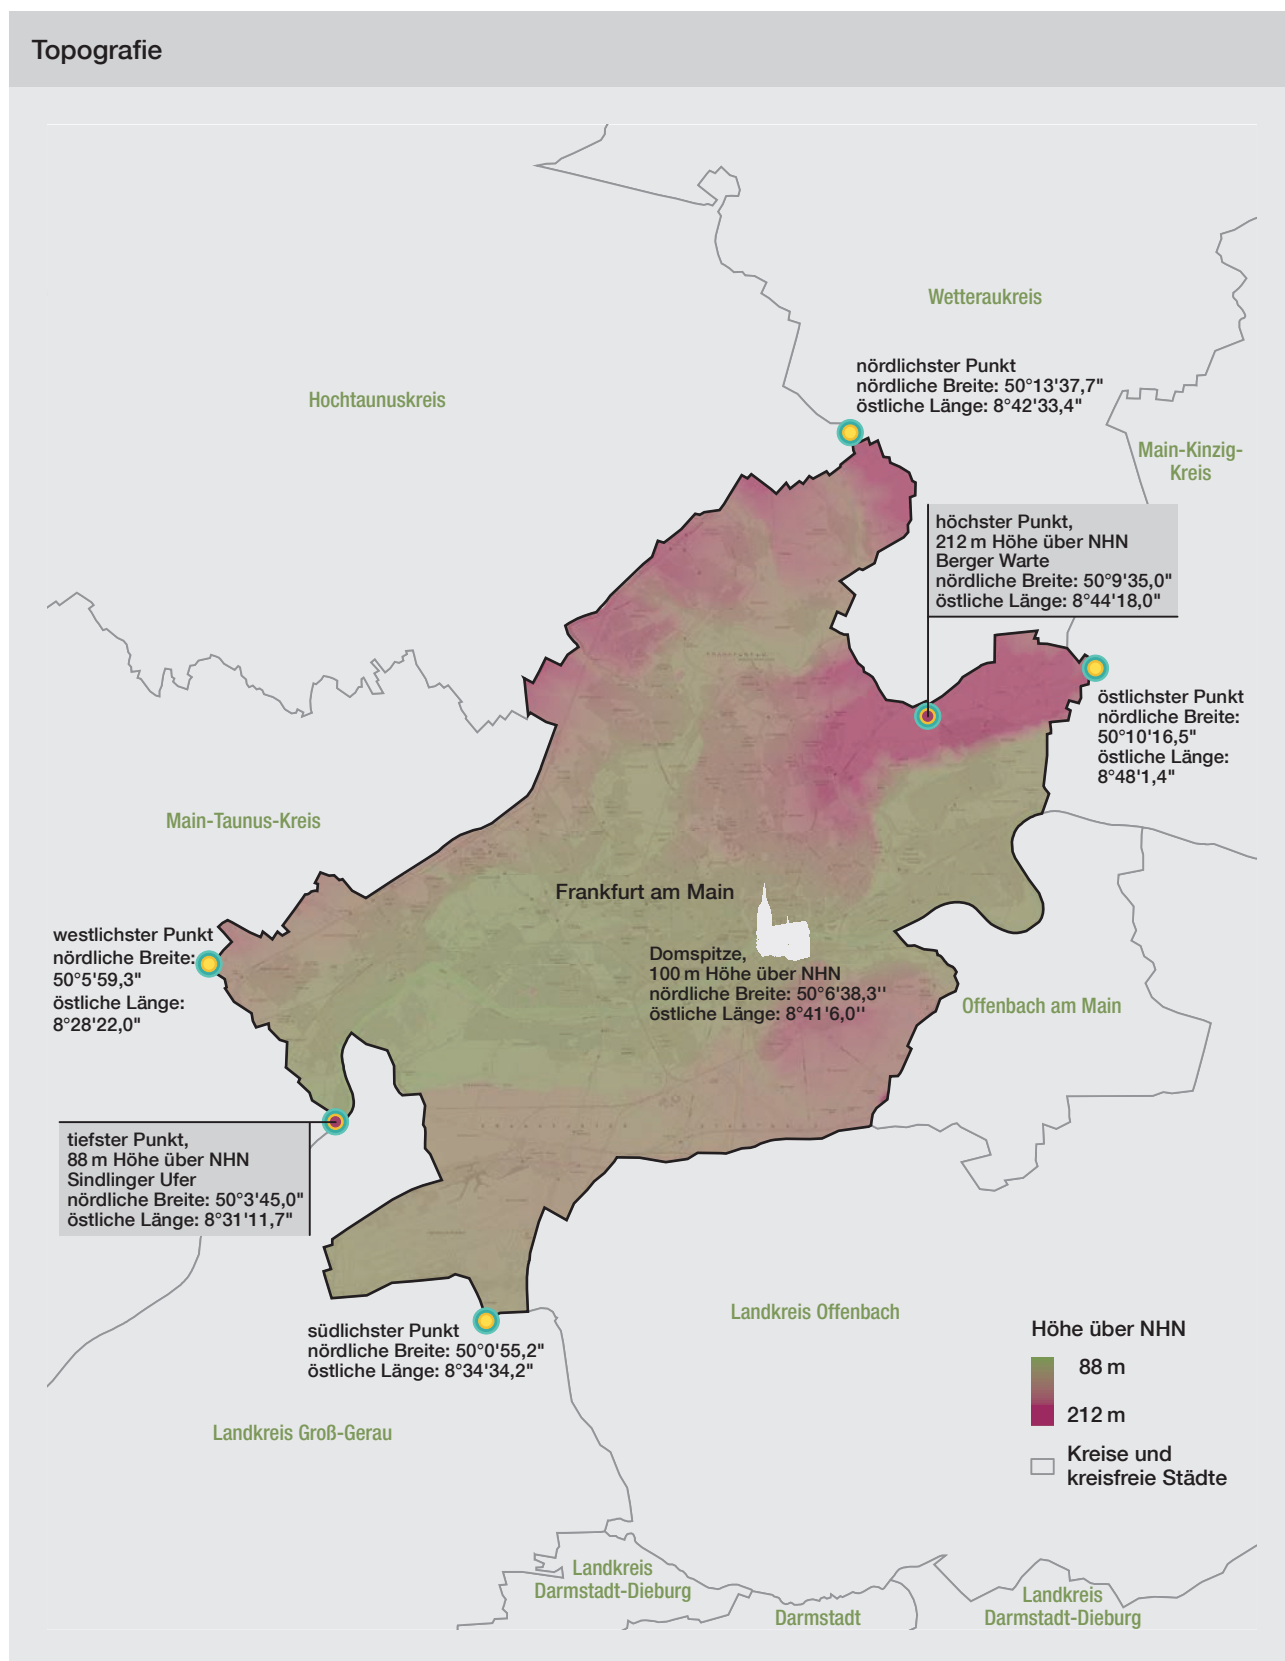 Topografie
Wetteraukreis
nördlichster Punkt
nördliche Breite: 50°13'37,7"
östliche Länge: 8°42'33,4"
Hochtaunuskreis
Main-Kinzig-
Kreis
höchster Punkt,
212 m Höhe über NHN
Berger Warte
nördliche Breite: 50°9'35,0"
östliche Länge: 8°44'18,0"
östlichster Punkt
nördliche Breite:
50°10'16,5"
östliche Länge:
8°48'1,4"
Main-Taunus-Kreis
Frankfurt am Main
westlichster Punkt
nördliche Breite:
50°5'59,3"
östliche Länge:
8°28'22,0"
Domspitze,
100 m Höhe über NHN
nördliche Breite: 50°6'38,3''
östliche Länge: 8°41'6,0''
Offenbach am Main
tiefster Punkt,
88 m Höhe über NHN
Sindlinger Ufer
nördliche Breite: 50°3'45,0"
östliche Länge: 8°31'11,7"
südlichster Punkt
nördliche Breite: 50°0'55,2"
östliche Länge: 8°34'34,2"
Landkreis Offenbach
Höhe über NHN
88 m
212 m
Kreise und
kreisfreie Städte
Landkreis Groß-Gerau
Landkreis
Darmstadt-Dieburg
Darmstadt
Landkreis
Darmstadt-Dieburg